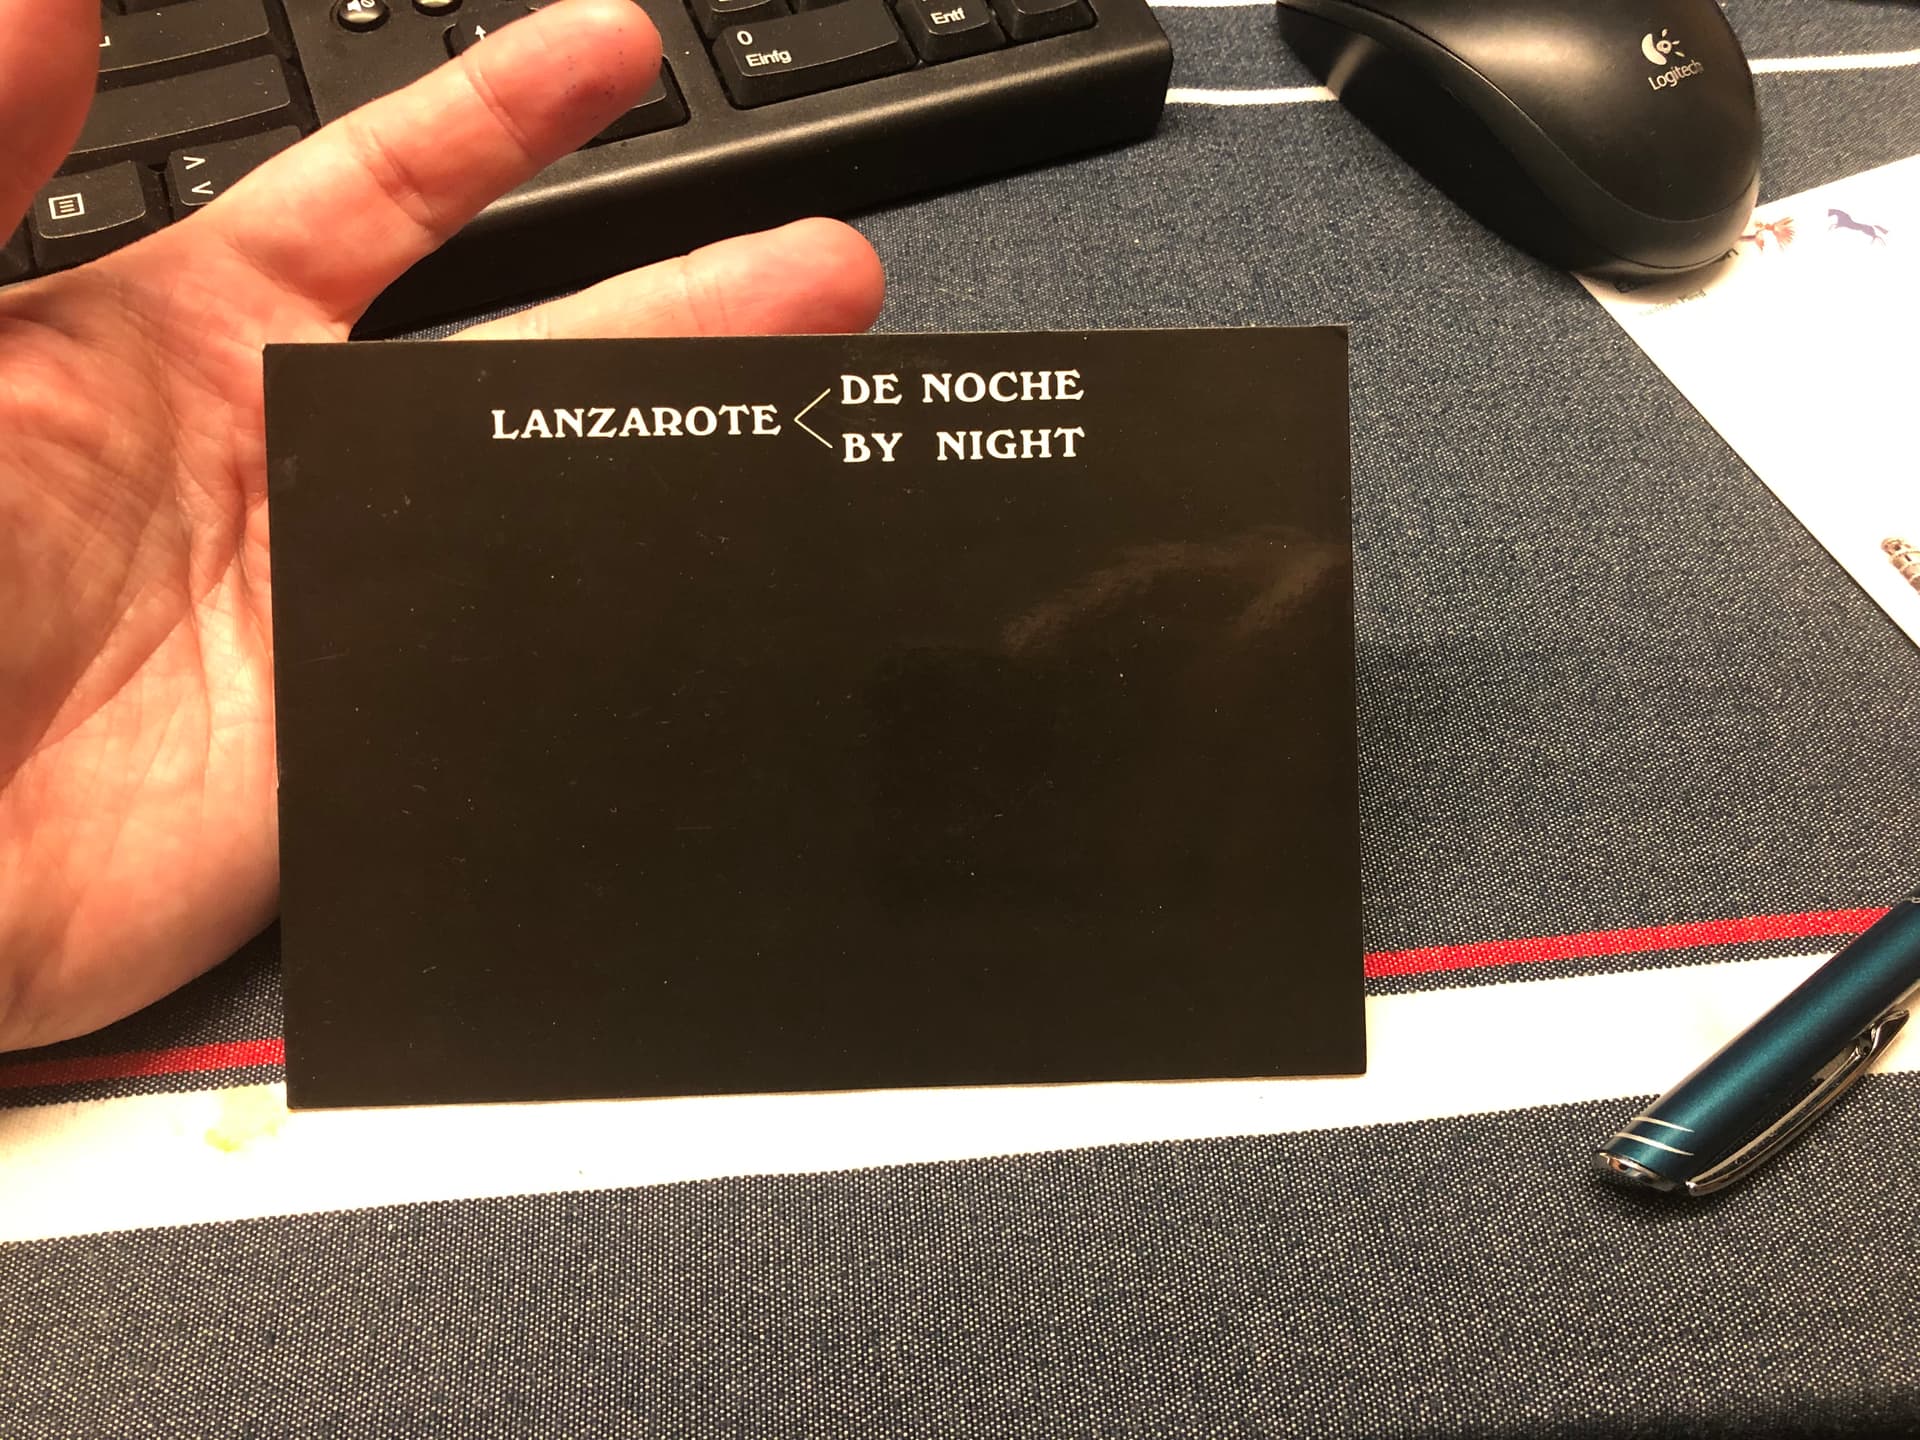 0
Einfg
Entf
Logitech
LANZAROTE
DE NOCHE
BY NIGHT